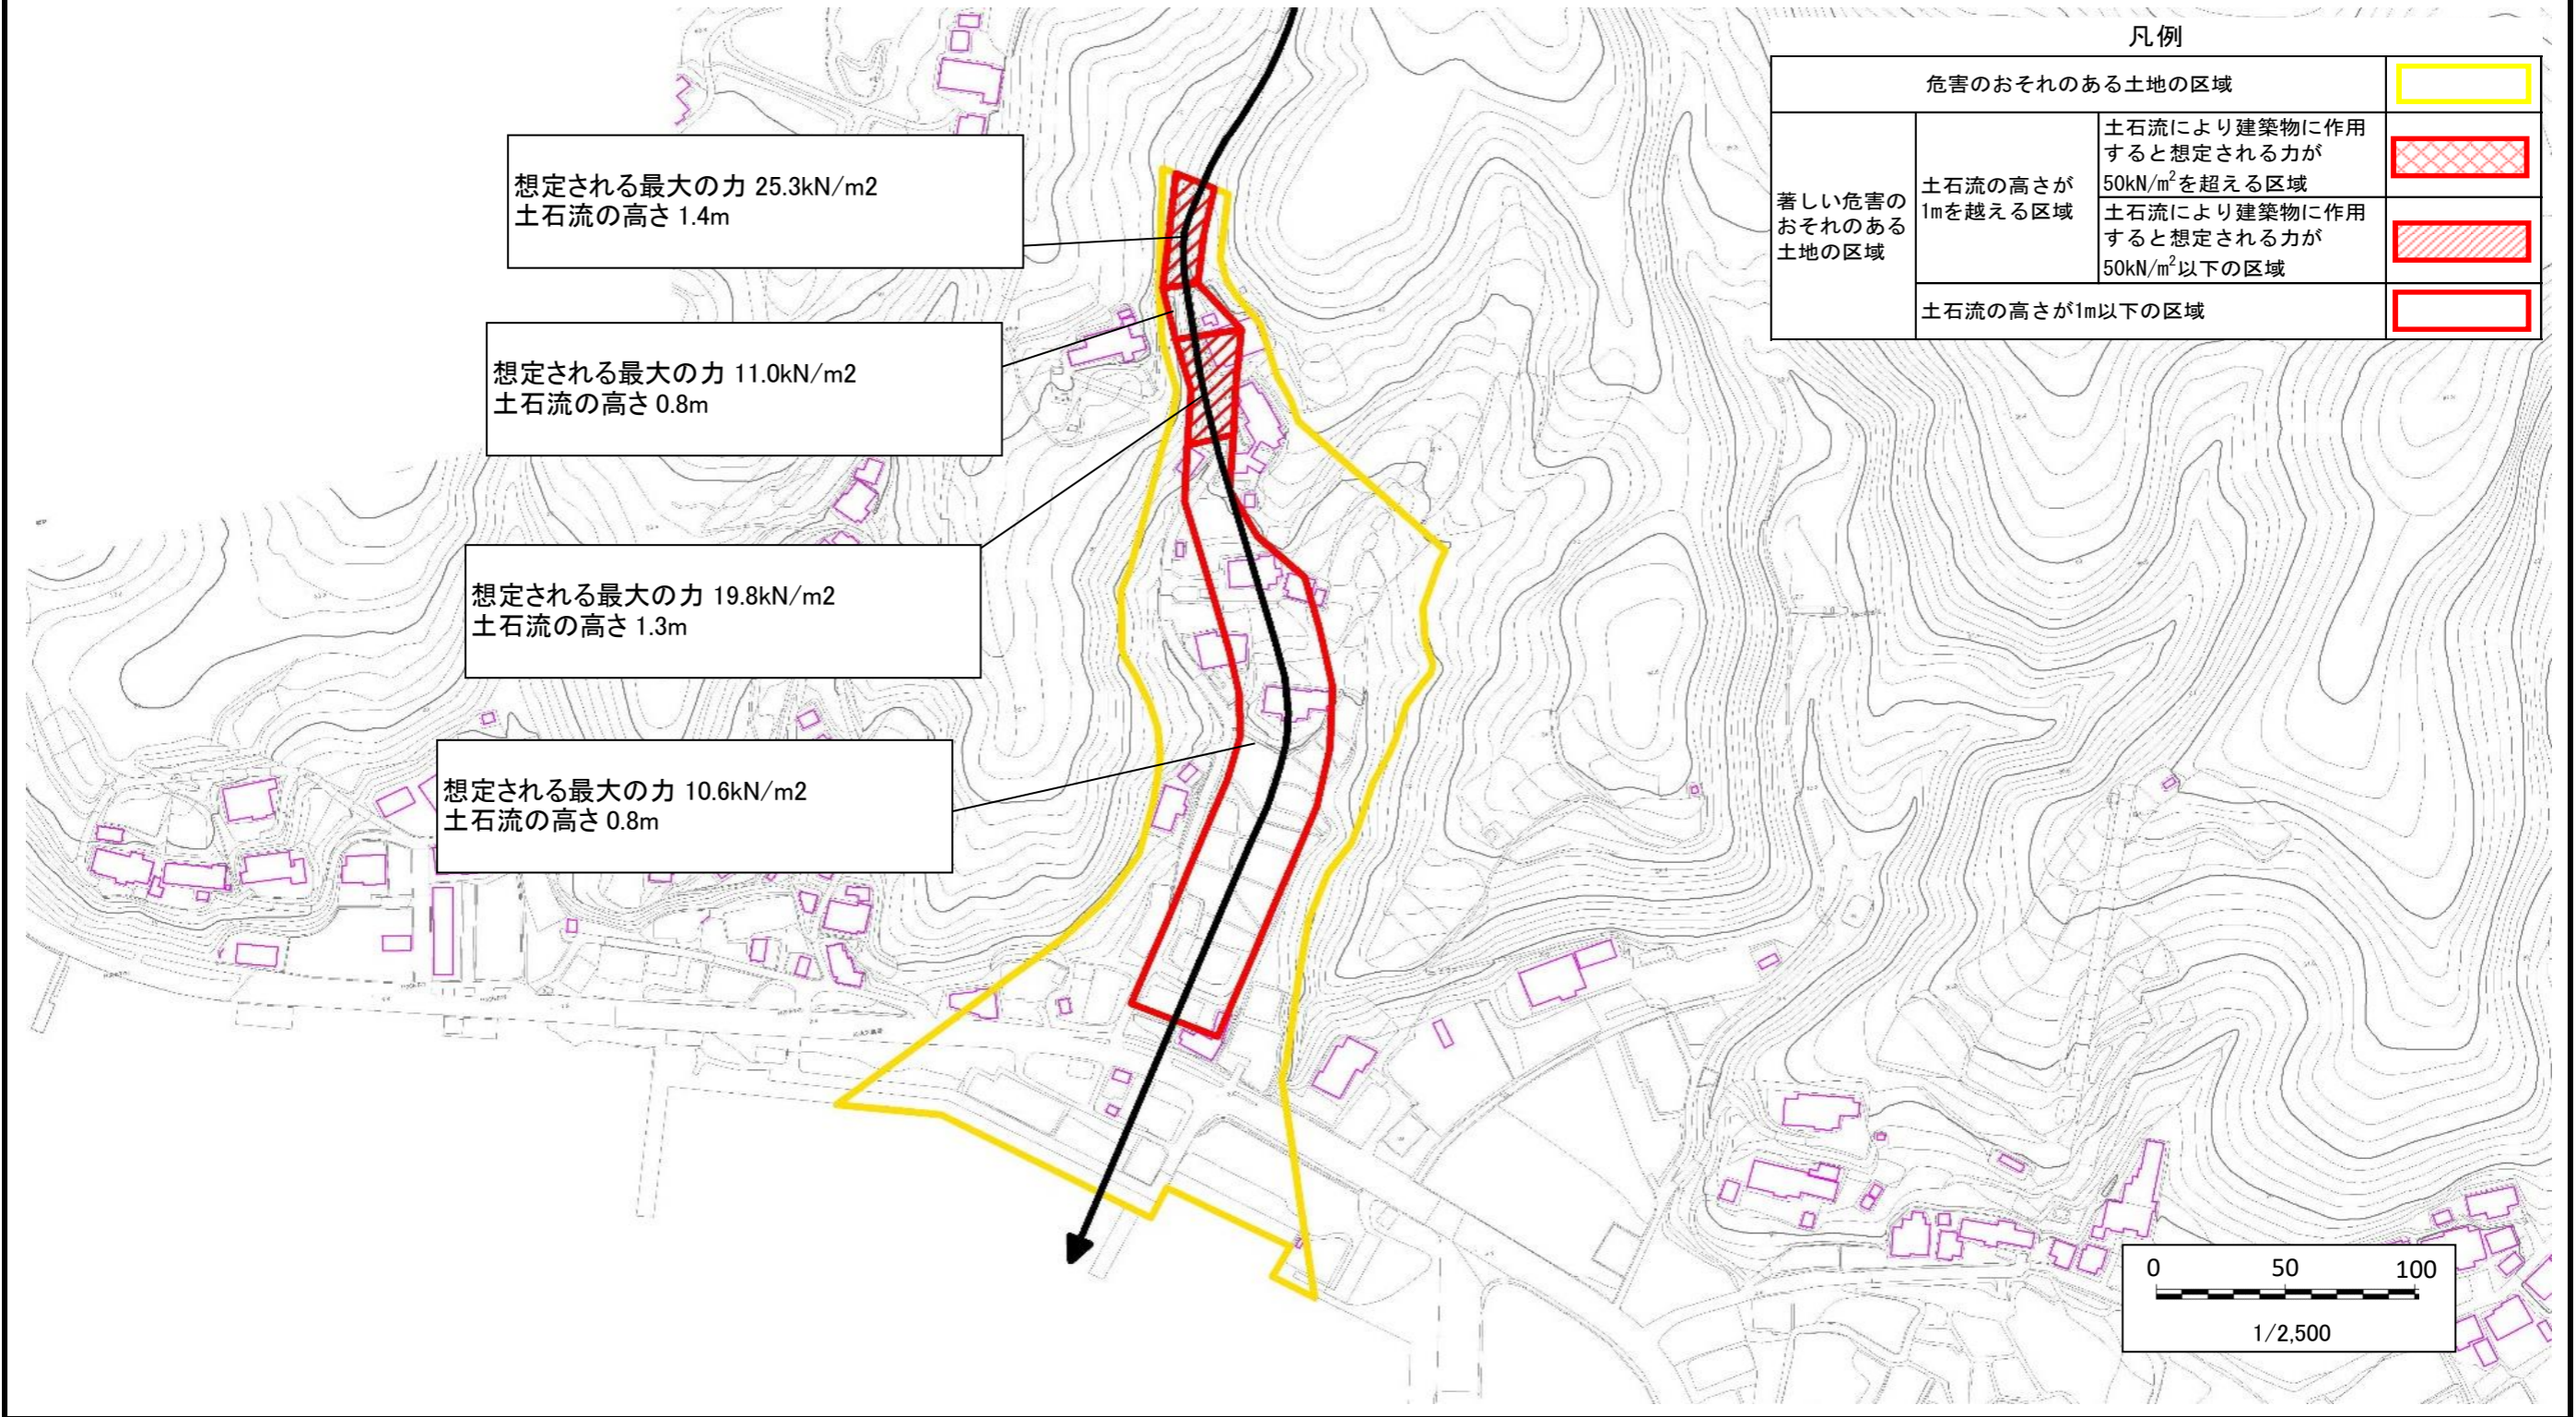 凡例
危害のおそれのある土地の区域
著しい危害の
おそれのある
土地の区域
土石流の高さが
1mを越える区域
土石流により建築物に作用
すると想定される力が
50kN/m²を超える区域
土石流により建築物に作用
すると想定される力が
50kN/m²以下の区域
土石流の高さが1m以下の区域
想定される最大の力 25.3kN/m2
土石流の高さ 1.4m
想定される最大の力 11.0kN/m2
土石流の高さ 0.8m
想定される最大の力 19.8kN/m2
土石流の高さ 1.3m
想定される最大の力 10.6kN/m2
土石流の高さ 0.8m
0 50 100
1/2,500